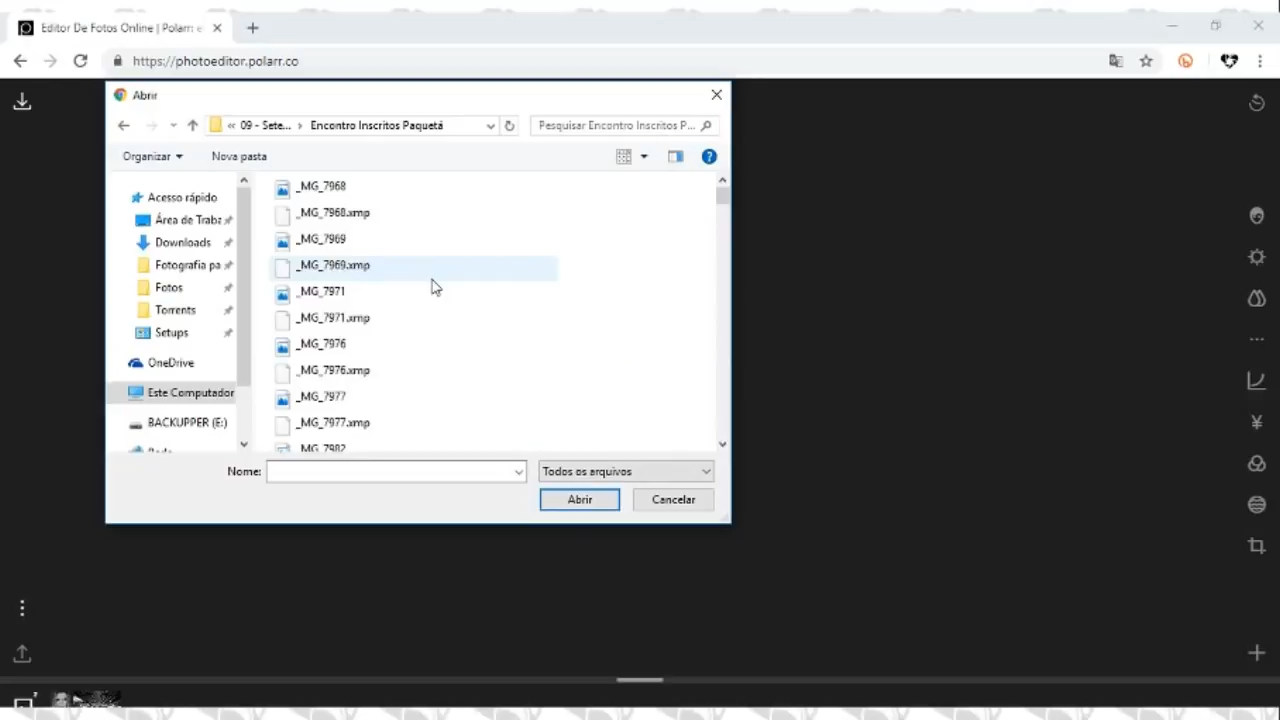 Editor De Fotos Online | Polarr: e
https://photoeditor.polarr.co
Abrir
« 09 - Sete... › Encontro Inscritos Paquetá
Pesquisar Encontro Inscritos P...
Organizar
Nova pasta
Acesso rápido
Área de Traba
Downloads
Fotografia pa
Fotos
Torrents
Setups
OneDrive
Este Computador
BACKUPPER (E:)
_MG_7968
_MG_7968.xmp
_MG_7969
_MG_7969.xmp
_MG_7971
_MG_7971.xmp
_MG_7976
_MG_7976.xmp
_MG_7977
_MG_7977.xmp
_MG_7982
Nome:
Todos os arquivos
Abrir
Cancelar